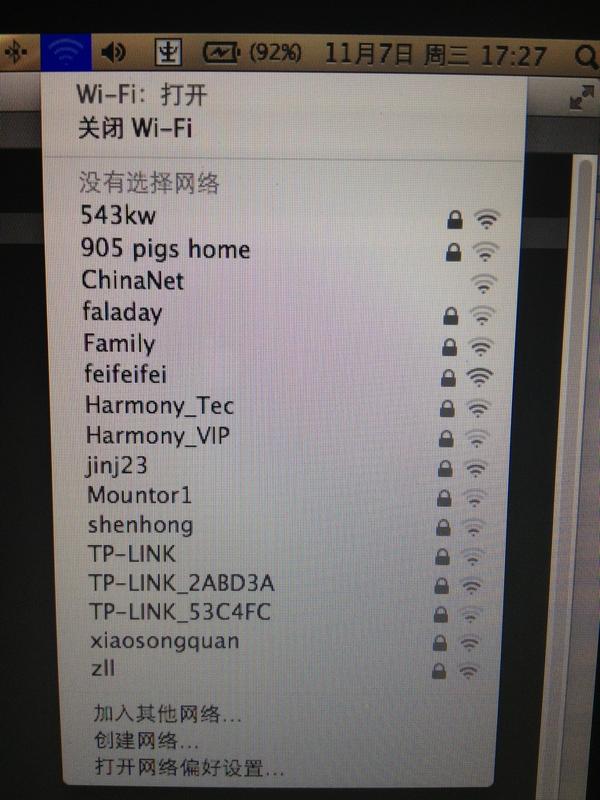 (92%) 11月7日 周三 17:27
Wi-Fi：打开
关闭 Wi-Fi
没有选择网络
543kw
905 pigs home
ChinaNet
faladay
Family
feifeifei
Harmony_Tec
Harmony_VIP
jinj23
Mountor1
shenhong
TP-LINK
TP-LINK_2ABD3A
TP-LINK_53C4FC
xiaosongquan
zll
加入其他网络...
创建网络...
打开网络偏好设置...